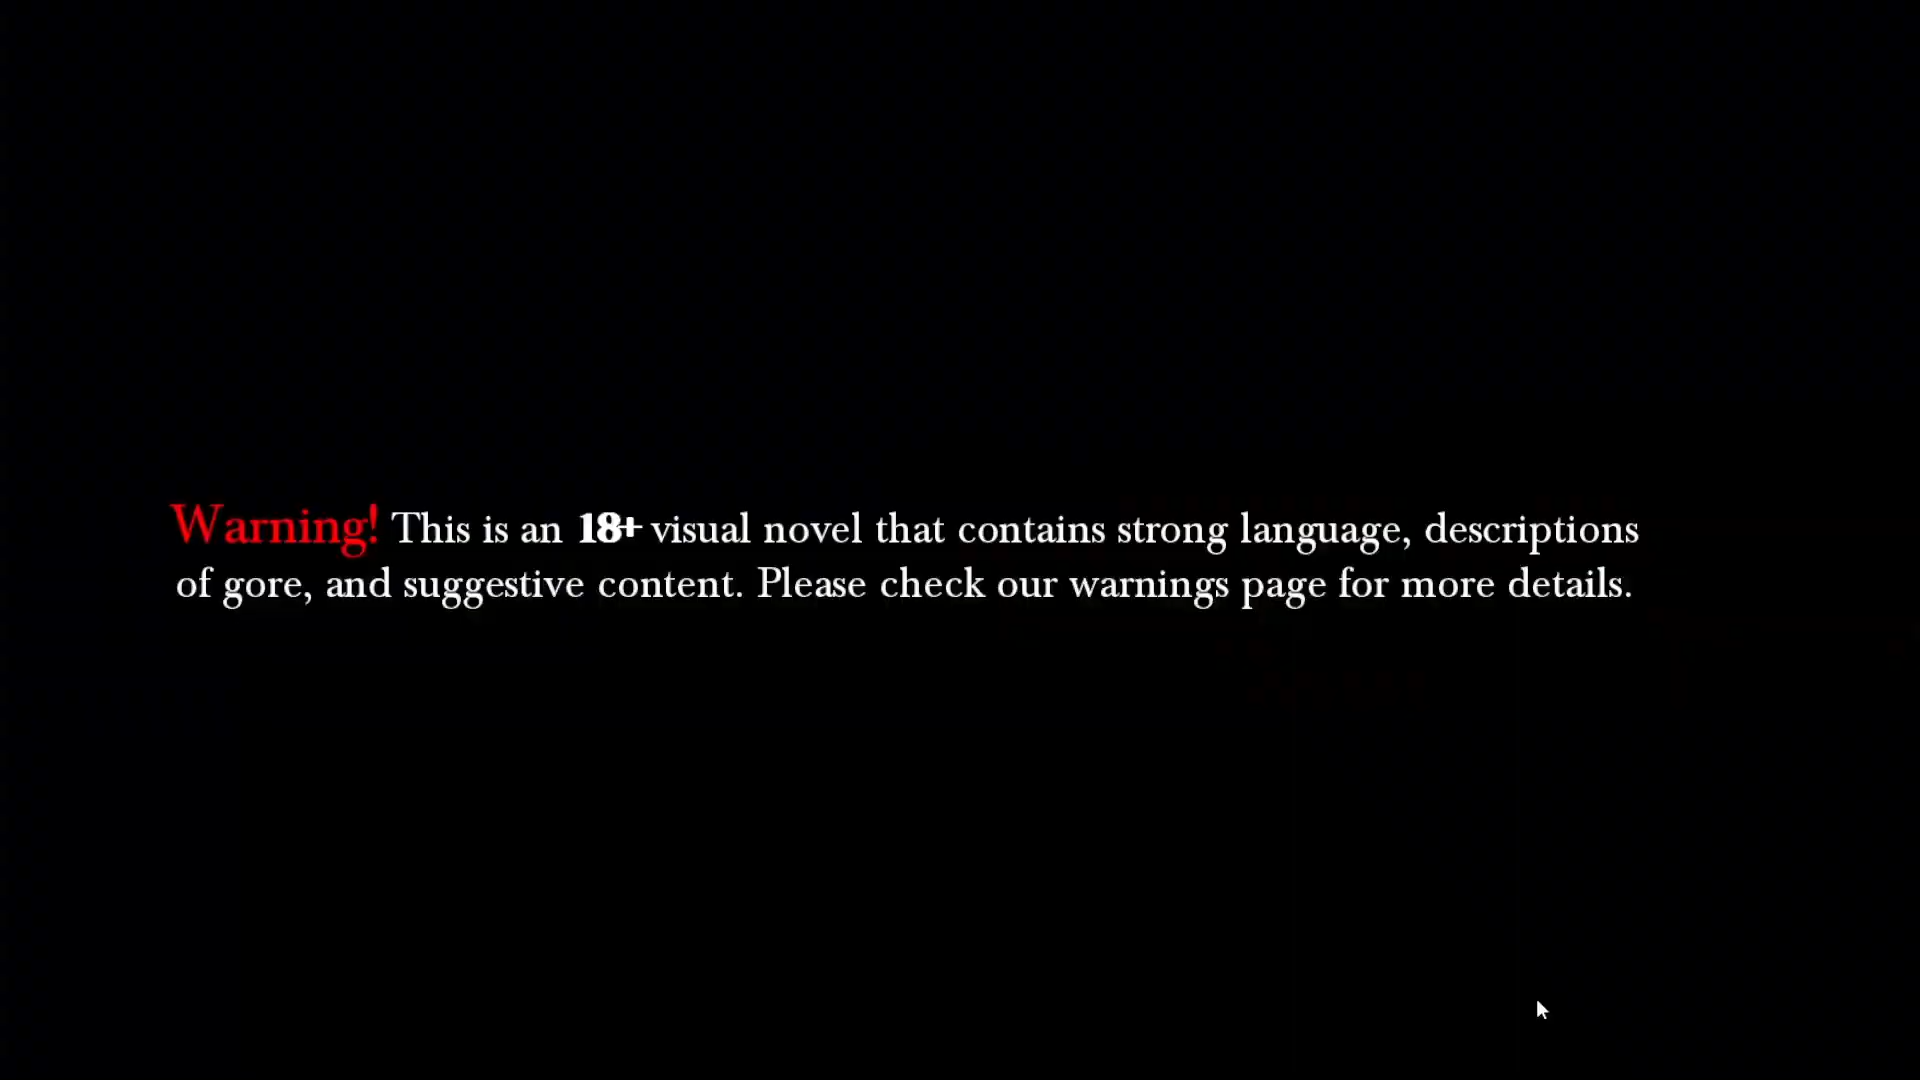 Warning! This is an 18+ visual novel that contains strong language, descriptions
of gore, and suggestive content. Please check our warnings page for more details.